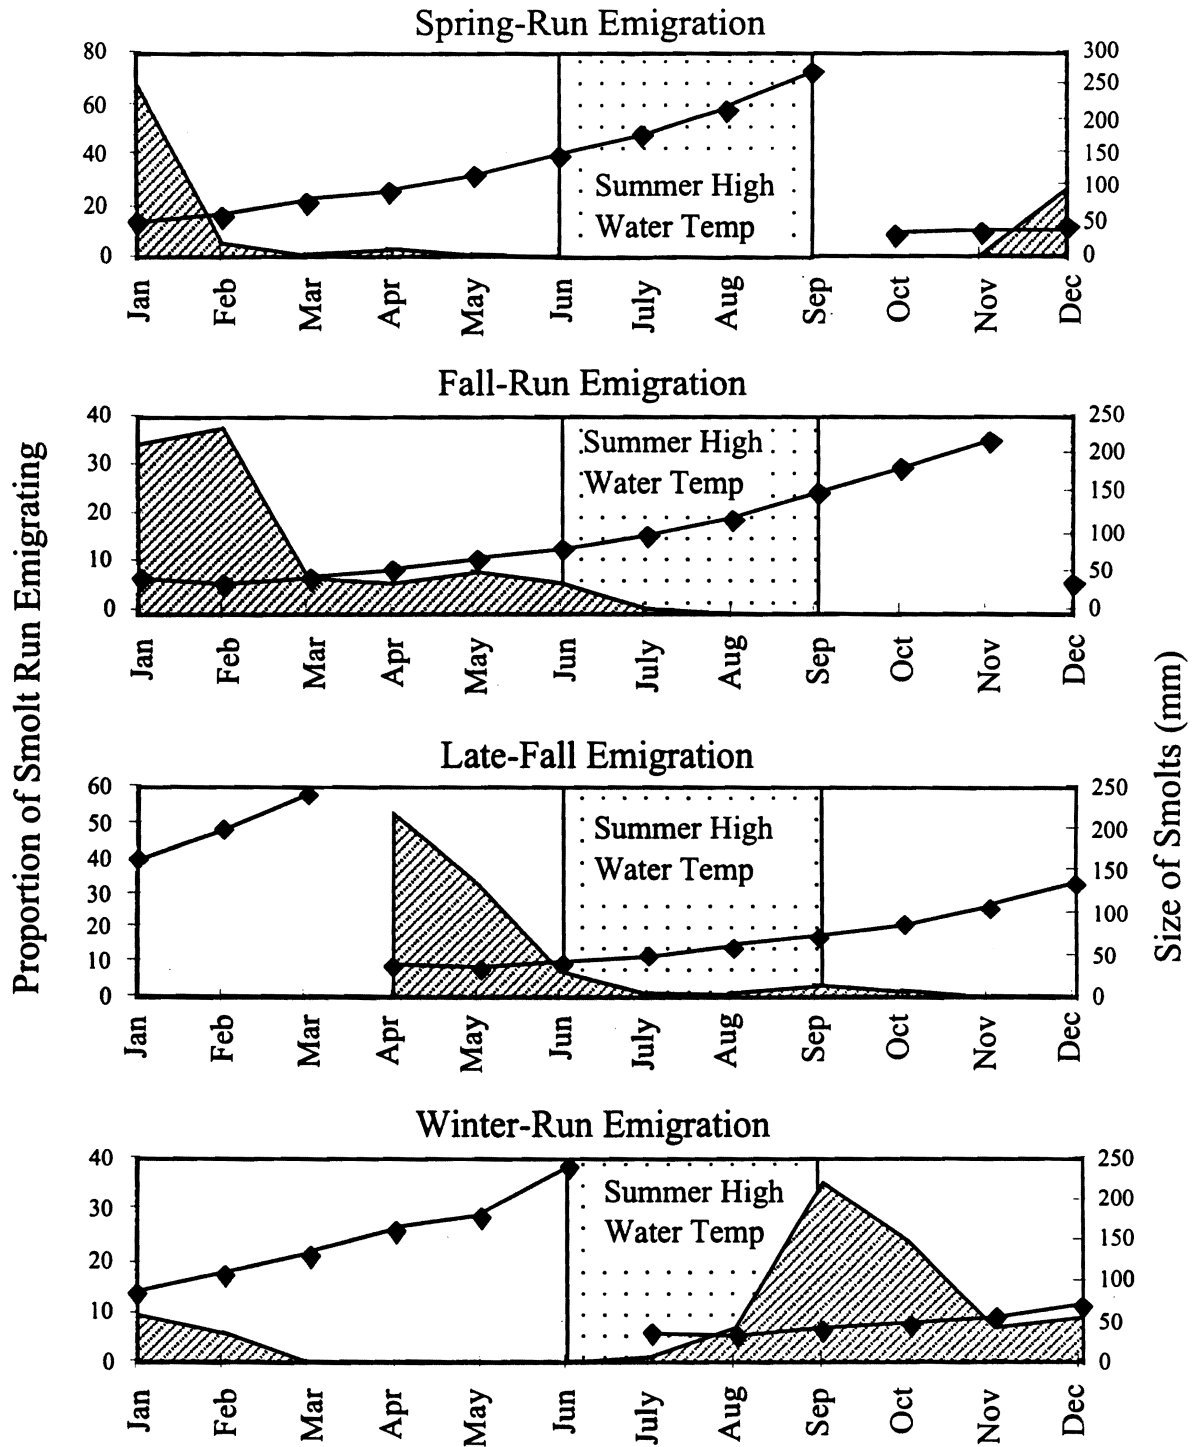 Spring-Run Emigration
80
60
40
20
0
300
250
200
150
100
50
0
Summer High
Water Temp
Jan
Feb
Mar
Apr
May
Jun
July
Aug
Sep
Oct
Nov
Dec
Proportion of Smolt Run Emigrating
Size of Smolts (mm)
Fall-Run Emigration
40
30
20
10
0
250
200
150
100
50
0
Summer High
Water Temp
Jan
Feb
Mar
Apr
May
Jun
July
Aug
Sep
Oct
Nov
Dec
Late-Fall Emigration
60
50
40
30
20
10
0
250
200
150
100
50
0
Summer High
Water Temp
Jan
Feb
Mar
Apr
May
Jun
July
Aug
Sep
Oct
Nov
Dec
Winter-Run Emigration
40
30
20
10
0
250
200
150
100
50
0
Summer High
Water Temp
Jan
Feb
Mar
Apr
May
Jun
July
Aug
Sep
Oct
Nov
Dec